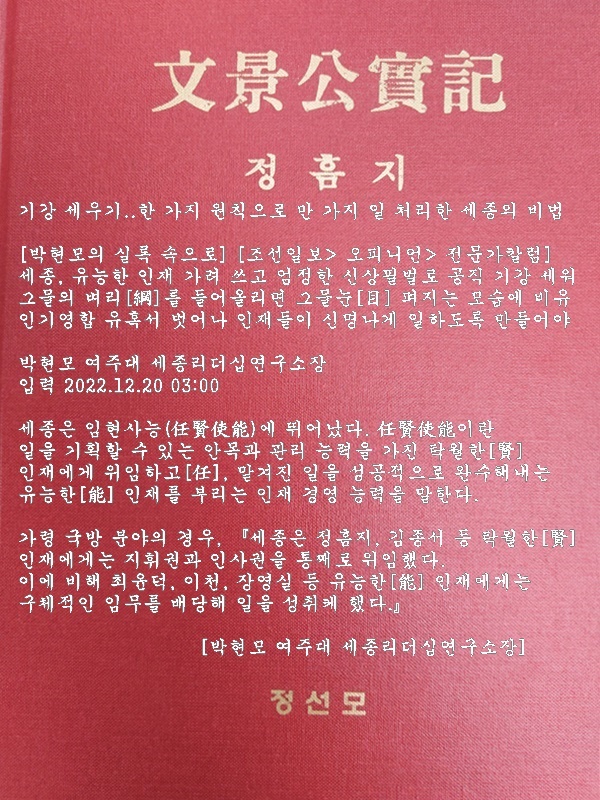 文景公實記
정흠지
기강 세우기..한 가지 원칙으로 만 가지 일 처리한 세종의 비법
[박현모의 실록 속으로] [조선일보> 오피니언> 전문가칼럼]
세종, 유능한 인재 가려 쓰고 엄정한 신상필벌로 공직 기강 세워
그물의 벼리[綱]를 들어올리면 그물눈[目] 펴지는 모습에 비유
인기영합 유혹서 벗어나 인재들이 신명나게 일하도록 만들어야
박현모 여주대 세종리더십연구소장
입력 2022.12.20 03:00
세종은 임현사능(任賢使能)에 뛰어났다. 任賢使能이란
일을 기획할 수 있는 안목과 관리 능력을 가진 탁월한[賢]
인재에게 위임하고[任], 맡겨진 일을 성공적으로 완수해내는
유능한[能] 인재를 부리는 인재 경영 능력을 말한다.
가령 국방 분야의 경우, 『세종은 정흠지, 김종서 등 탁월한[賢]
인재에게는 지휘권과 인사권을 통째로 위임했다.
이에 비해 최윤덕, 이천, 장영실 등 유능한[能] 인재에게는
구체적인 임무를 배당해 일을 성취케 했다.』
[박현모 여주대 세종리더십연구소장]
정선모